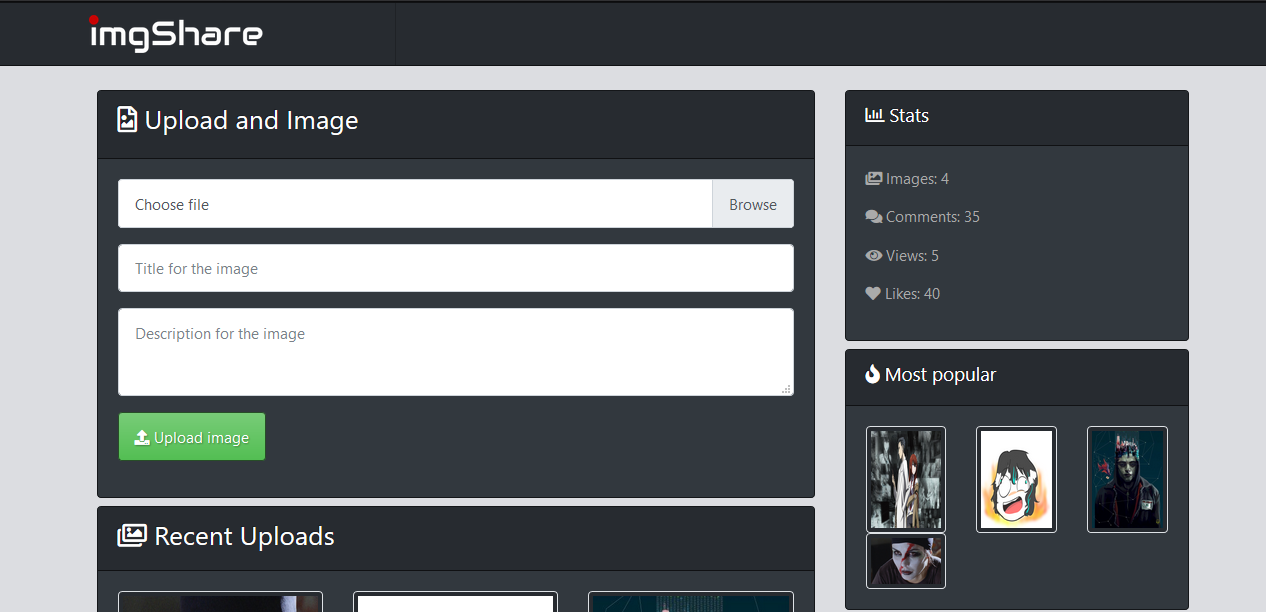 imgShare
Upload and Image
Choose file
Browse
Title for the image
Description for the image
Upload image
Recent Uploads
Stats
Images: 4
Comments: 35
Views: 5
Likes: 40
Most popular